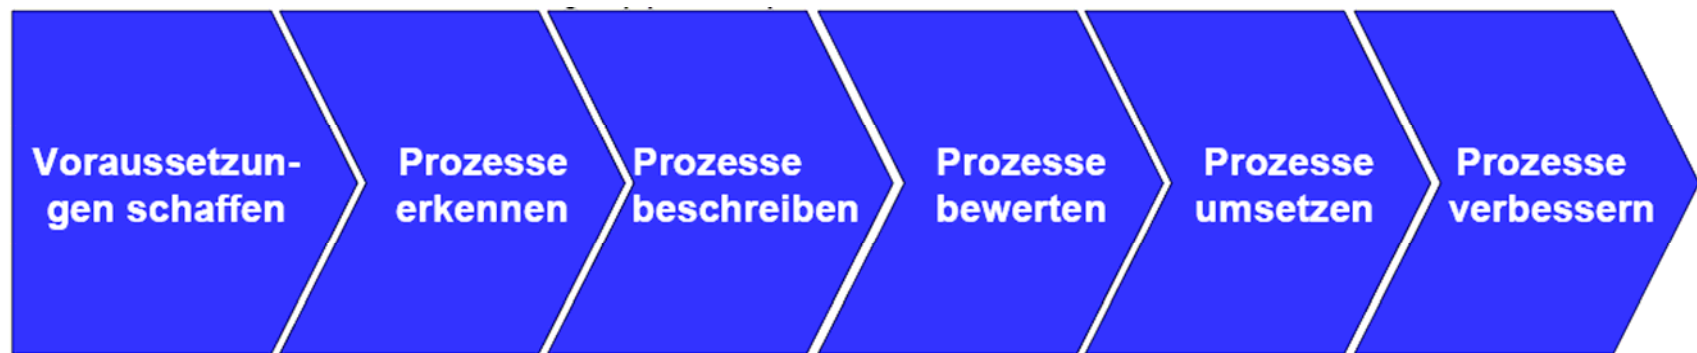 Voraussetzun-
gen schaffen
Prozesse
erkennen
Prozesse
beschreiben
Prozesse
bewerten
Prozesse
umsetzen
Prozesse
verbessern